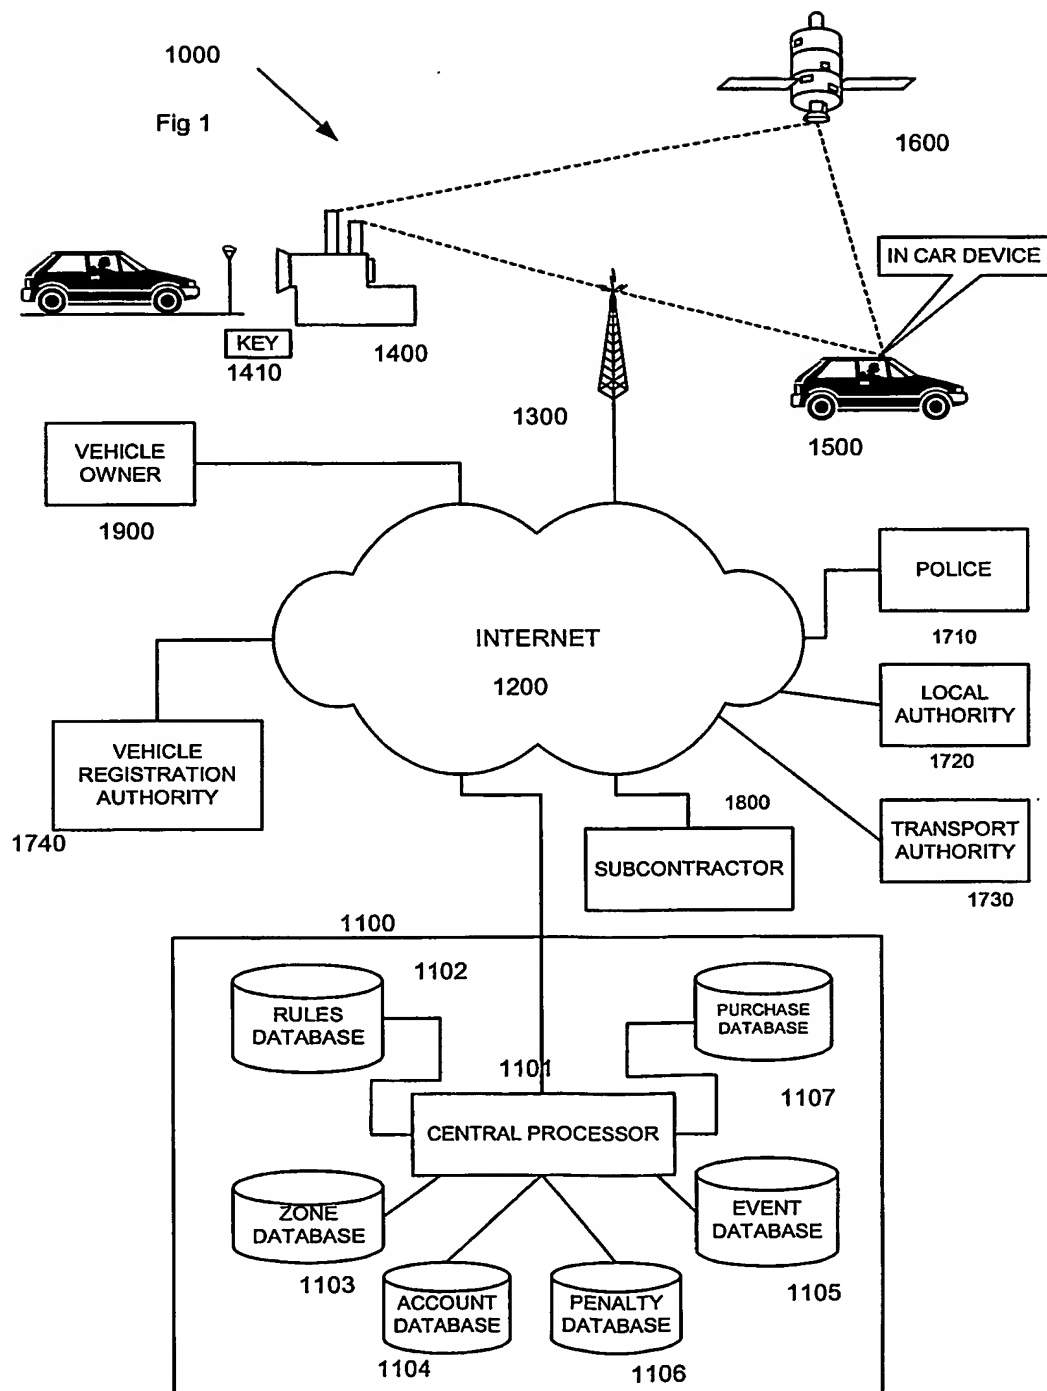 1000
Fig 1
1600
IN CAR DEVICE
KEY
1410
1400
1300
1500
VEHICLE
OWNER
1900
POLICE
1710
INTERNET
1200
LOCAL
AUTHORITY
1720
VEHICLE
REGISTRATION
AUTHORITY
1740
1800
SUBCONTRACTOR
TRANSPORT
AUTHORITY
1730
1100
1102
RULES
DATABASE
PURCHASE
DATABASE
1101
1107
CENTRAL PROCESSOR
ZONE
DATABASE
1103
EVENT
DATABASE
1105
ACCOUNT
DATABASE
1104
PENALTY
DATABASE
1106